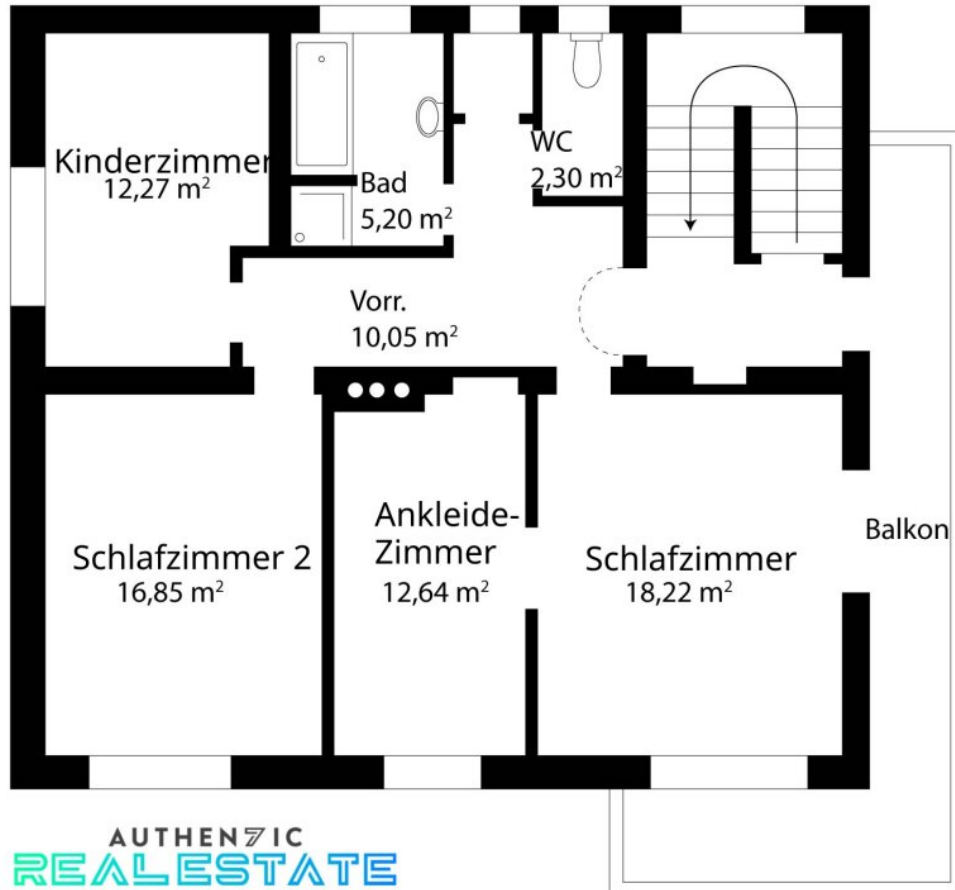 Kinderzimmer
12,27 m²
Bad
5,20 m²
WC
2,30 m²
Vorr.
10,05 m²
Schlafzimmer 2
16,85 m²
Ankleide-
Zimmer
12,64 m²
Schlafzimmer
18,22 m²
Balkon
AUTHEN7IC
REALESTATE